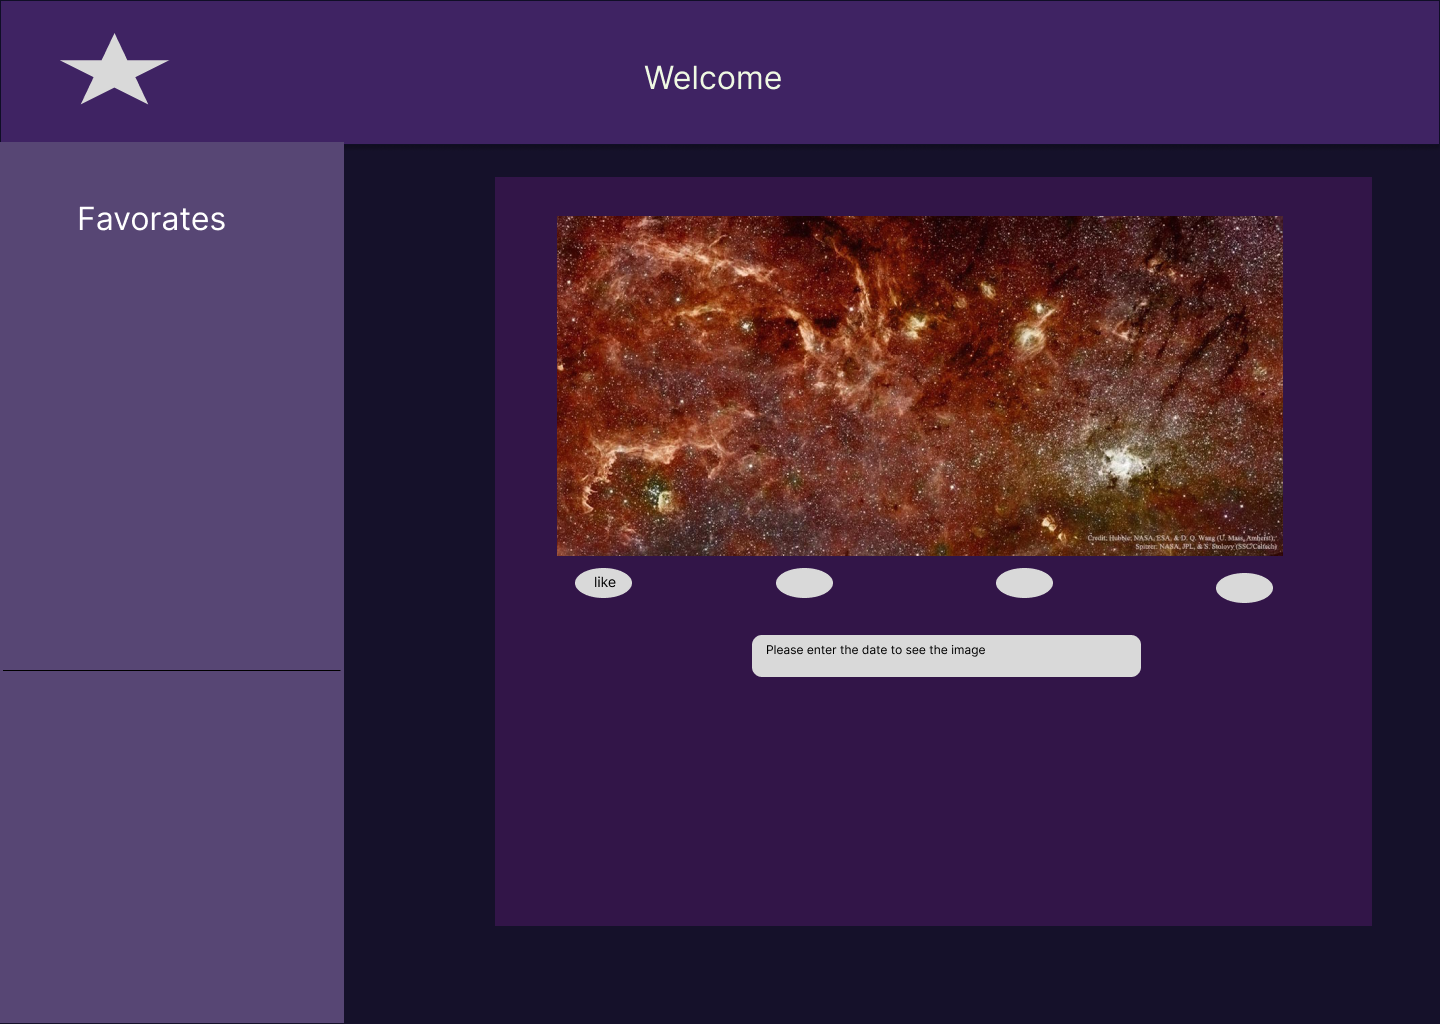 Welcome
Favorates
Credit: Hubble: NASA, ESA, & D. Q. Wang (U. Mass, Amherst);
Spitzer: NASA, JPL, & S. Stolovy (SSC/Caltech)
like
Please enter the date to see the image